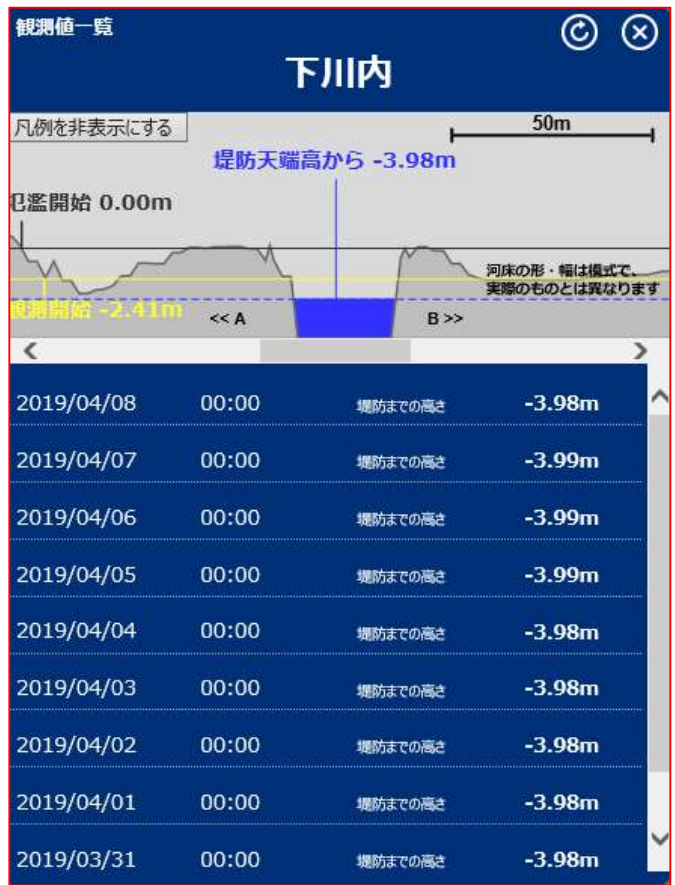 観測値一覧
下川内
凡例を非表示にする
50m
堤防天端高から -3.98m
氾濫開始 0.00m
河床の形・幅は模式で、
実際のものとは異なります
観測開始 -2.41m
<< A
B >>
2019/04/08 00:00 堤防までの高さ -3.98m
2019/04/07 00:00 堤防までの高さ -3.99m
2019/04/06 00:00 堤防までの高さ -3.99m
2019/04/05 00:00 堤防までの高さ -3.99m
2019/04/04 00:00 堤防までの高さ -3.98m
2019/04/03 00:00 堤防までの高さ -3.98m
2019/04/02 00:00 堤防までの高さ -3.98m
2019/04/01 00:00 堤防までの高さ -3.98m
2019/03/31 00:00 堤防までの高さ -3.98m